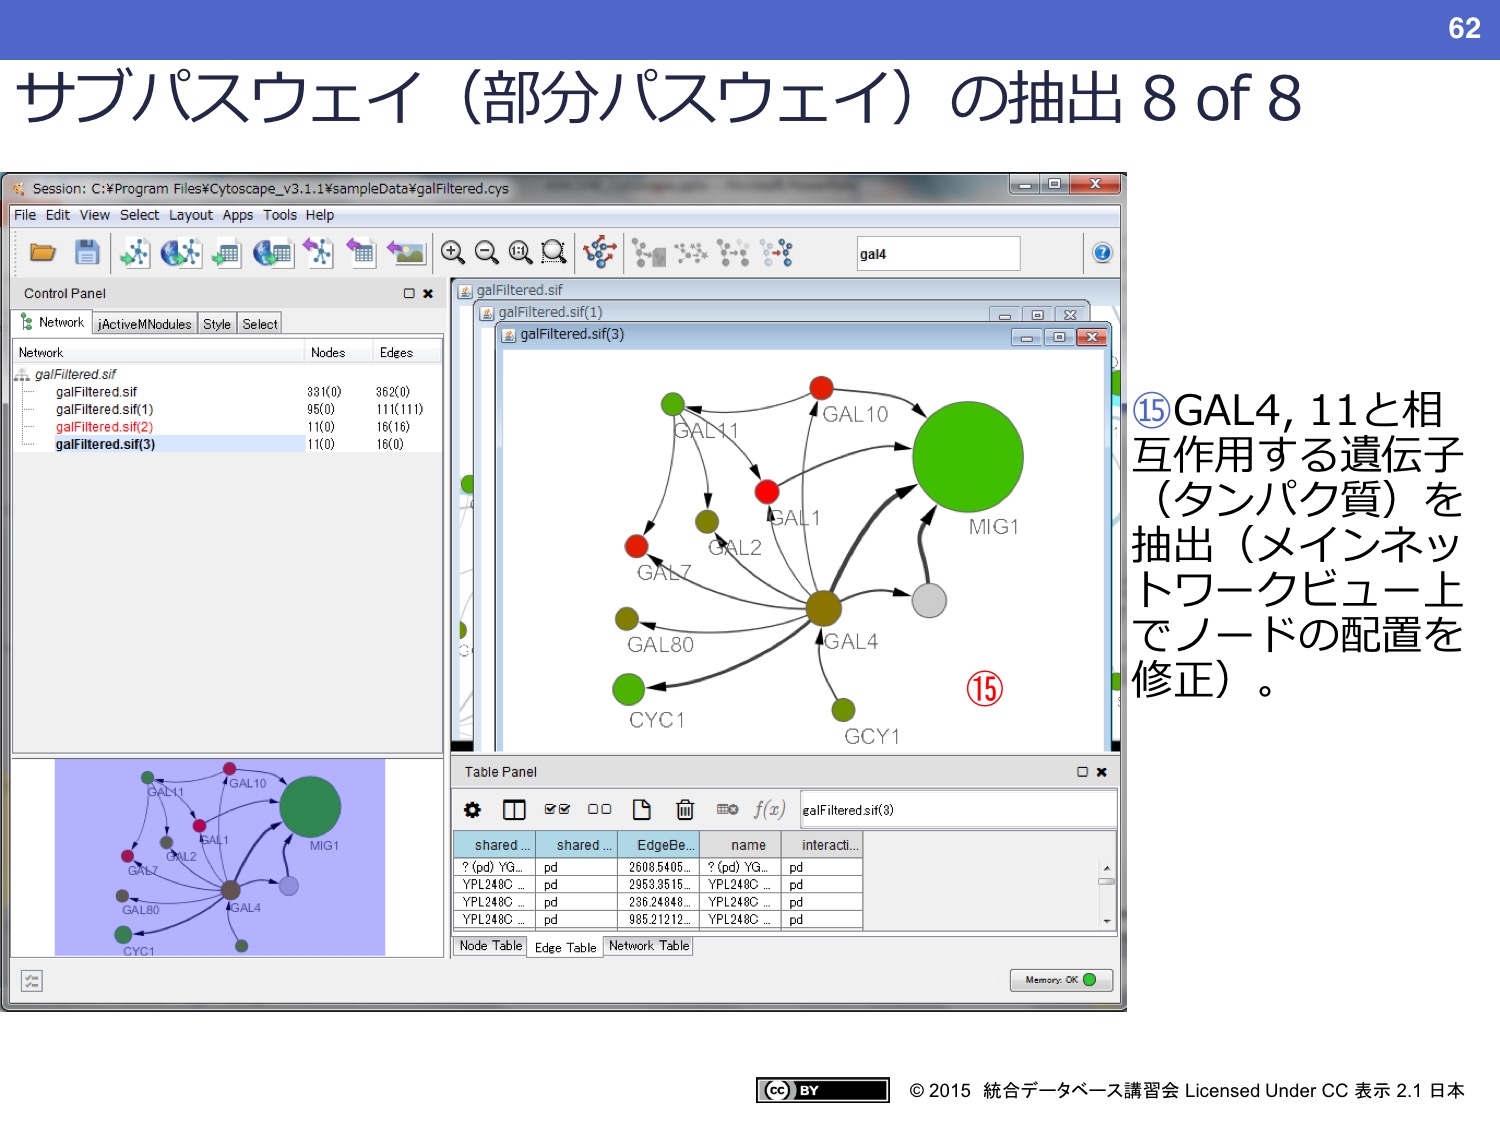 62
サブパスウェイ（部分パスウェイ）の抽出 8 of 8
Session: C:¥Program Files¥Cytoscape_v3.1.1¥sampleData¥galFiltered.cys
File Edit View Select Layout Apps Tools Help
gal4
Control Panel
Network jActiveMNodules Style Select
Network Nodes Edges
galFiltered.sif
galFiltered.sif 331(0) 362(0)
galFiltered.sif(1) 95(0) 111(111)
galFiltered.sif(2) 11(0) 16(16)
galFiltered.sif(3) 11(0) 16(0)
galFiltered.sif
galFiltered.sif(1)
galFiltered.sif(3)
GAL10
GAL11
GAL1
MIG1
GAL2
GAL7
GAL80
GAL4
CYC1
GCY1
⑮
⑮GAL4, 11と相
互作用する遺伝子
（タンパク質）を
抽出（メインネッ
トワークビュー上
でノードの配置を
修正）。
GAL10
GAL11
GAL1
MIG1
GAL2
GAL7
GAL80
GAL4
CYC1
Table Panel
f(x) galFiltered.sif(3)
shared ... shared ... EdgeBe... name interacti...
? (pd) YG... pd 2608.5405... ? (pd) YG... pd
YPL248C ... pd 2953.3515... YPL248C ... pd
YPL248C ... pd 236.24848... YPL248C ... pd
YPL248C ... pd 985.21212... YPL248C ... pd
Node Table Edge Table Network Table
Memory: OK
cc BY
© 2015 統合データベース講習会 Licensed Under CC 表示 2.1 日本